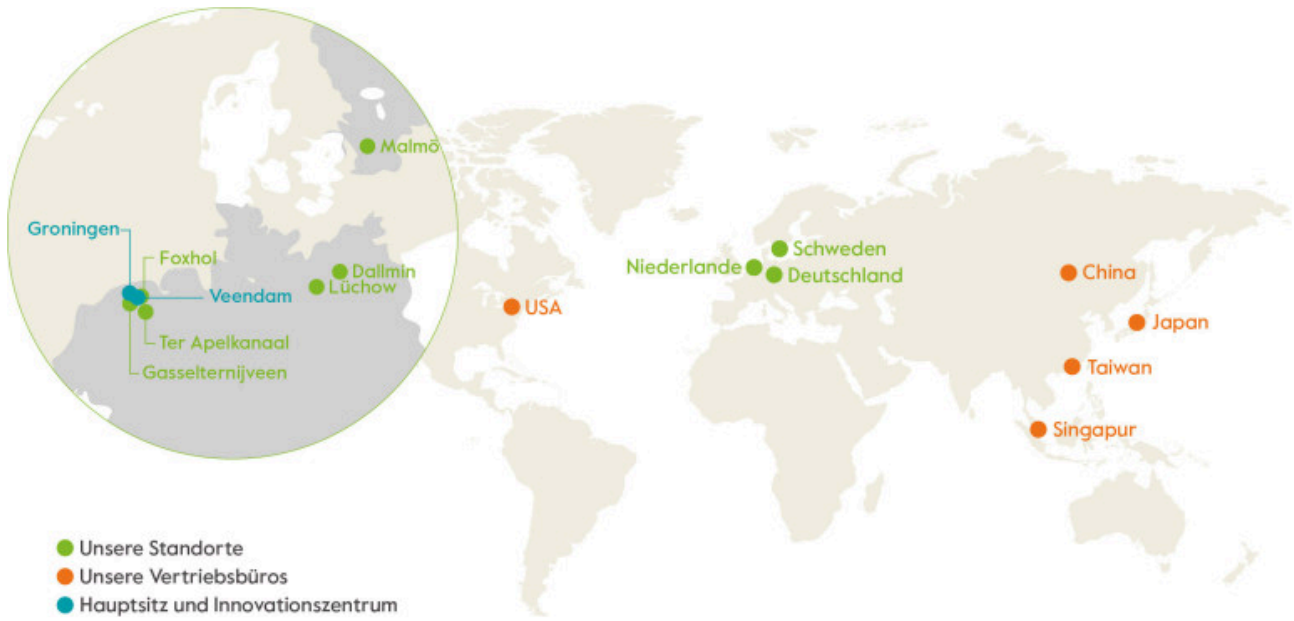 Malmö
Groningen
Foxhol
Dallmin
Lüchow
Veendam
Ter Apelkanaal
Gasselternijveen
Schweden
Niederlande
Deutschland
China
USA
Japan
Taiwan
Singapur
Unsere Standorte
Unsere Vertriebsbüros
Hauptsitz und Innovationszentrum